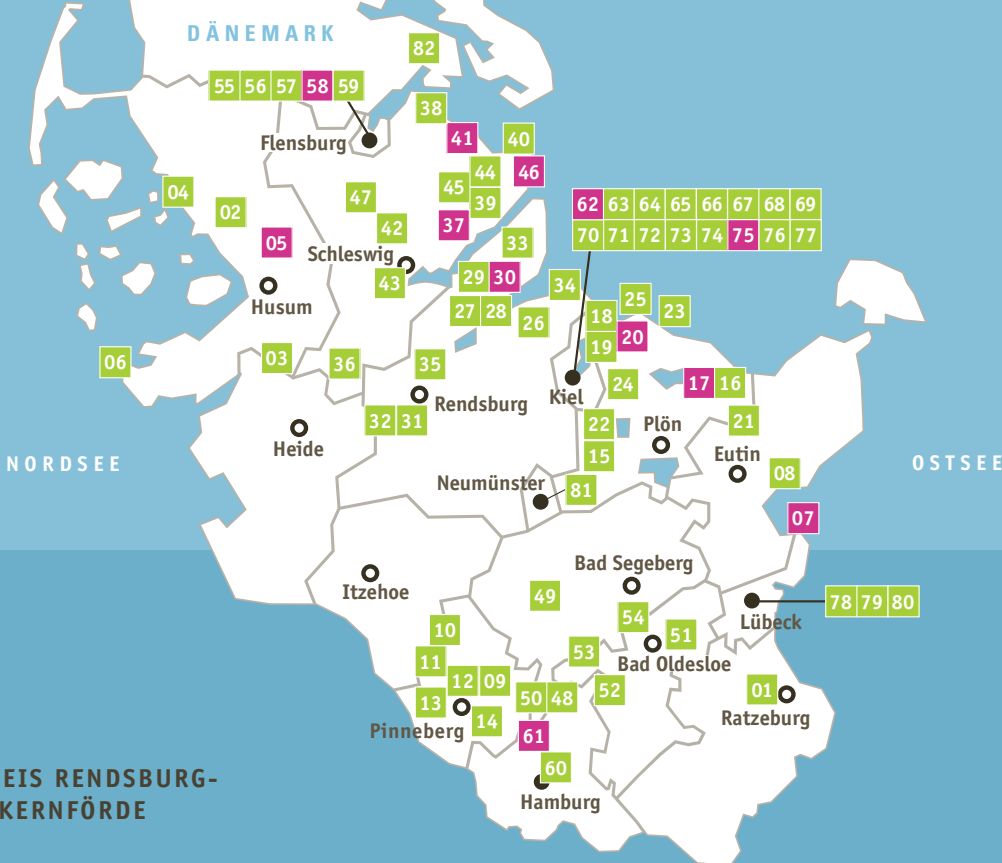 DÄNEMARK
82
55 56 57 58 59
38
Flensburg
41 40
44 46
04 47 45 39
02 42 37
62 63 64 65 66 67 68 69
70 71 72 73 74 75 76 77
05 Schleswig 33
43 29 30 34
Husum
27 28 26
18 25 23
19 20
06 03 36 35
Rendsburg
Kiel 24 17 16
32 31
Heide
22 Plön 21
15 Eutin 08
NORDSEE
OSTSEE
Neumünster 81
07
Bad Segeberg
Itzehoe
49
78 79 80
Lübeck
54
10 51
53 Bad Oldesloe
11
12 09
13 50 48 52 01
14 Ratzeburg
Pinneberg
61
60
Hamburg
EIS RENDSBURG-
KERNFÖRDE